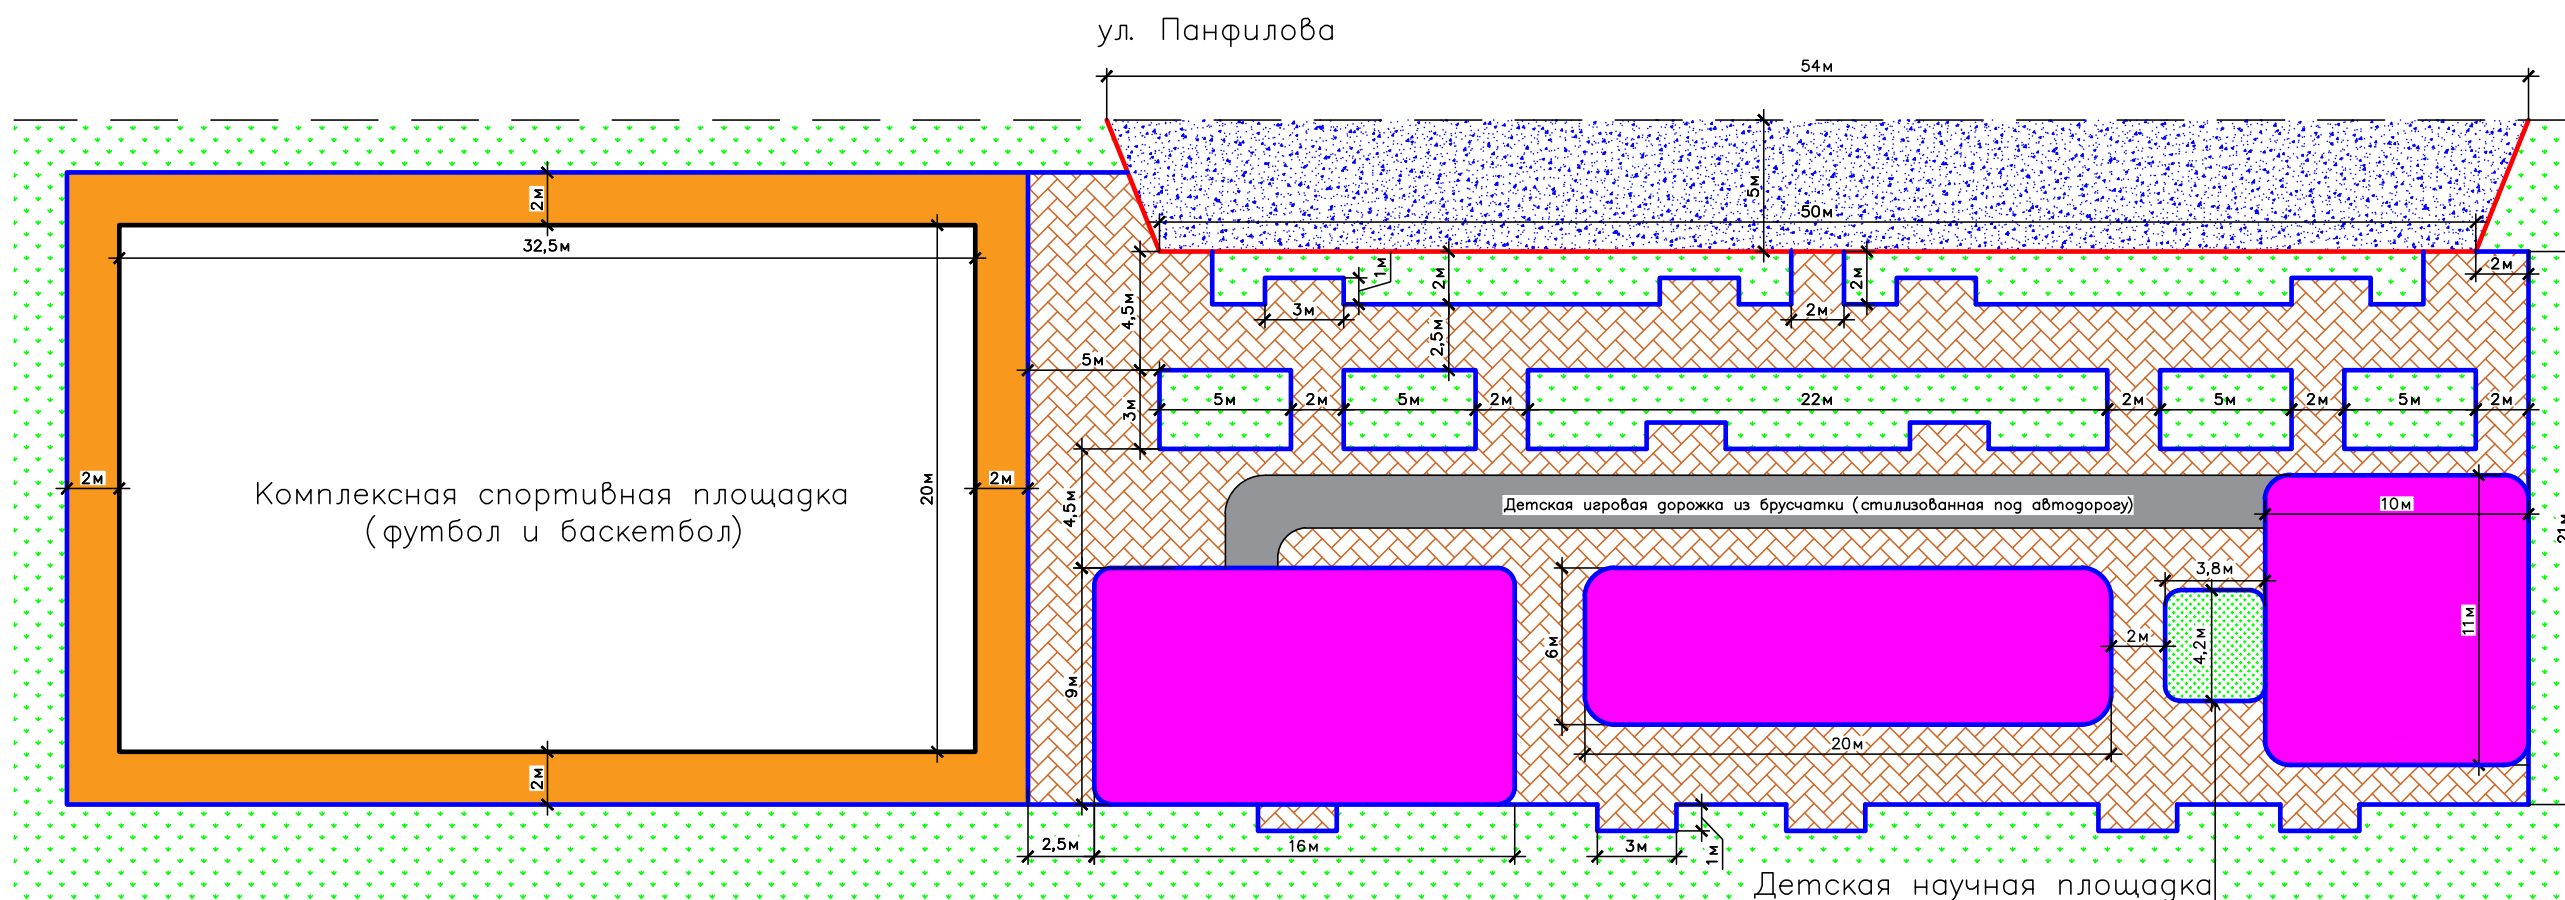 ул. Панфилова
54м
5м
50м
2м
32,5м
1м
2м
2м
2м
4,5м
3м
2м
2,5м
5м
3м
5м
2м
5м
2м
22м
2м
5м
2м
5м
2м
2м
20м
2м
4,5м
Комплексная спортивная площадка
(футбол и баскетбол)
Детская игровая дорожка из брусчатки (стилизованная под автодорогу)
10м
21м
3,8м
11м
6м
2м
4,2м
9м
20м
2м
2,5м
16м
3м
1м
Детская научная площадка